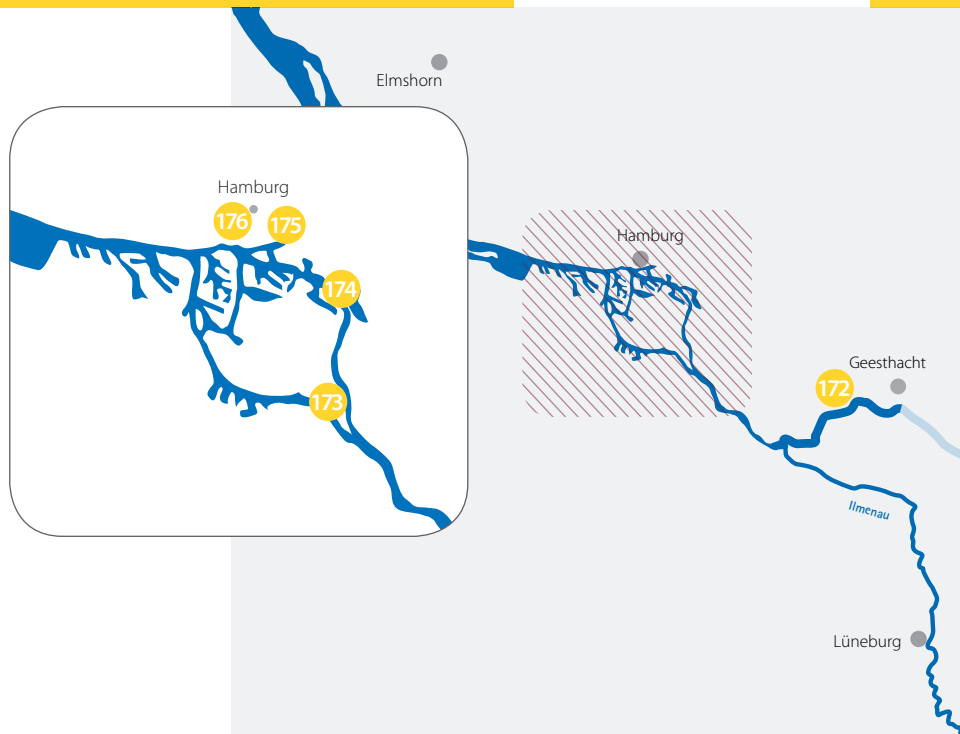 Elmshorn
Hamburg
176
175
174
173
Hamburg
Geesthacht
172
Ilmenau
Lüneburg